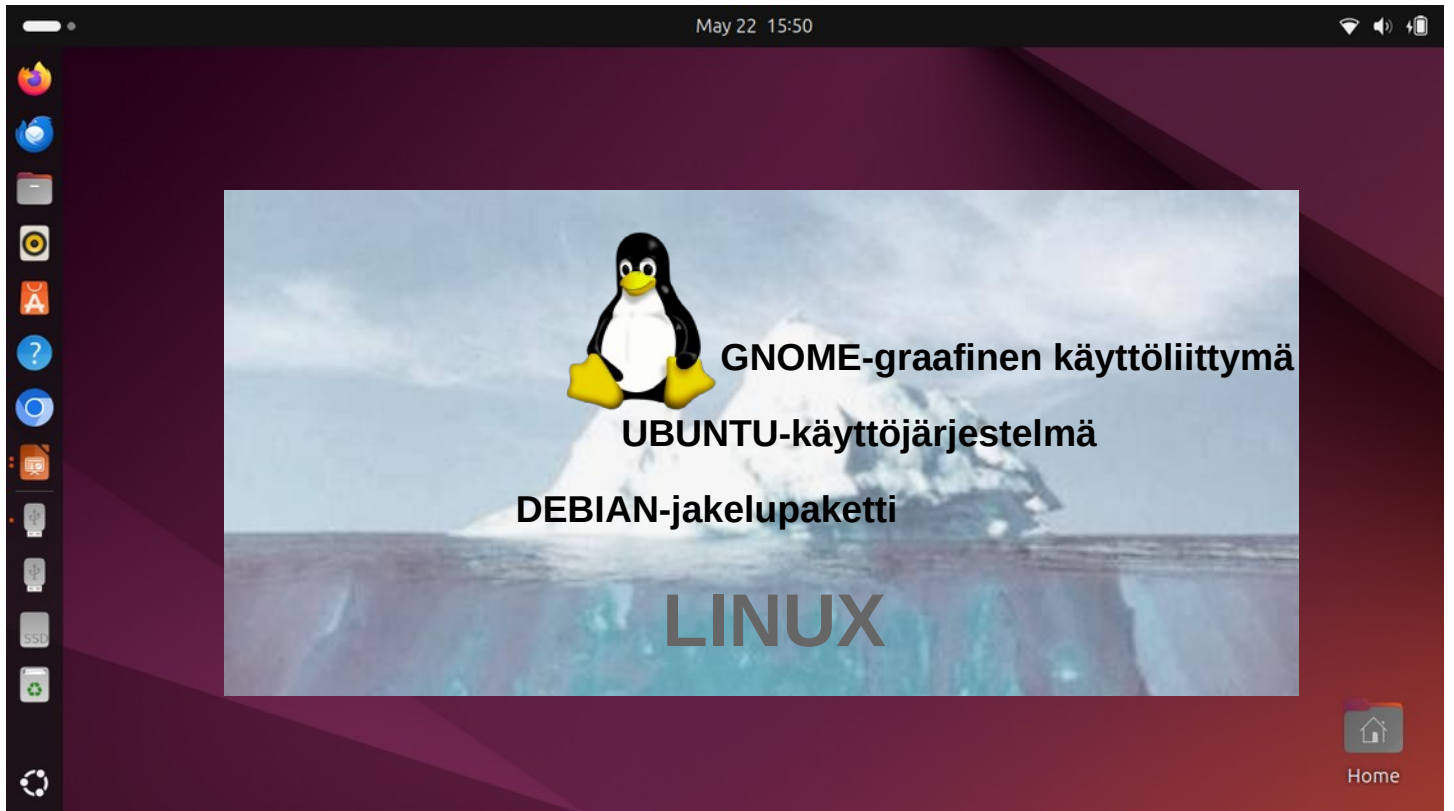 May 22 15:50
GNOME-graafinen käyttöliittymä
UBUNTU-käyttöjärjestelmä
DEBIAN-jakelupaketti
LINUX
SSD
Home